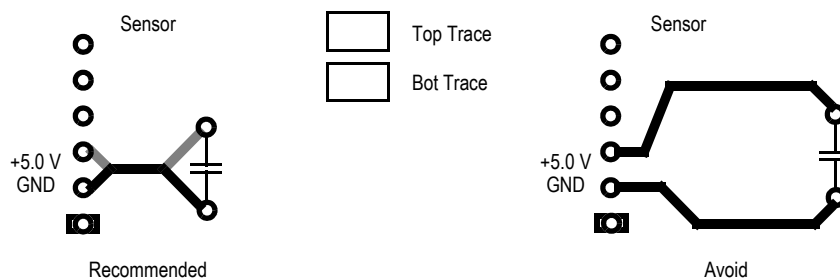 Sensor
+5.0 V
GND
Recommended
Top Trace
Bot Trace
Sensor
+5.0 V
GND
Avoid